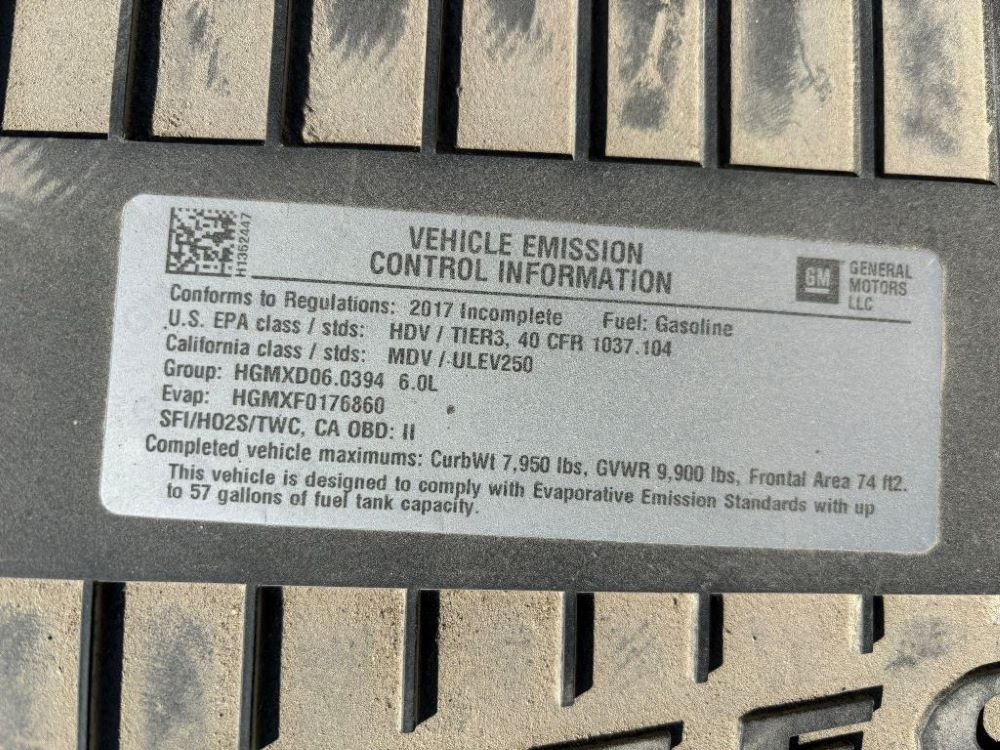 H1352447
VEHICLE EMISSION
CONTROL INFORMATION
GM
GENERAL
MOTORS
LLC
Conforms to Regulations: 2017 Incomplete Fuel: Gasoline
U.S. EPA class / stds: HDV / TIER3, 40 CFR 1037.104
California class / stds: MDV / ULEV250
Group: HGMXD06.0394 6.0L
Evap: HGMXF0176860
SFI/HO2S/TWC, CA OBD: II
Completed vehicle maximums: CurbWt 7,950 lbs, GVWR 9,900 lbs, Frontal Area 74 ft2.
This vehicle is designed to comply with Evaporative Emission Standards with up
to 57 gallons of fuel tank capacity.